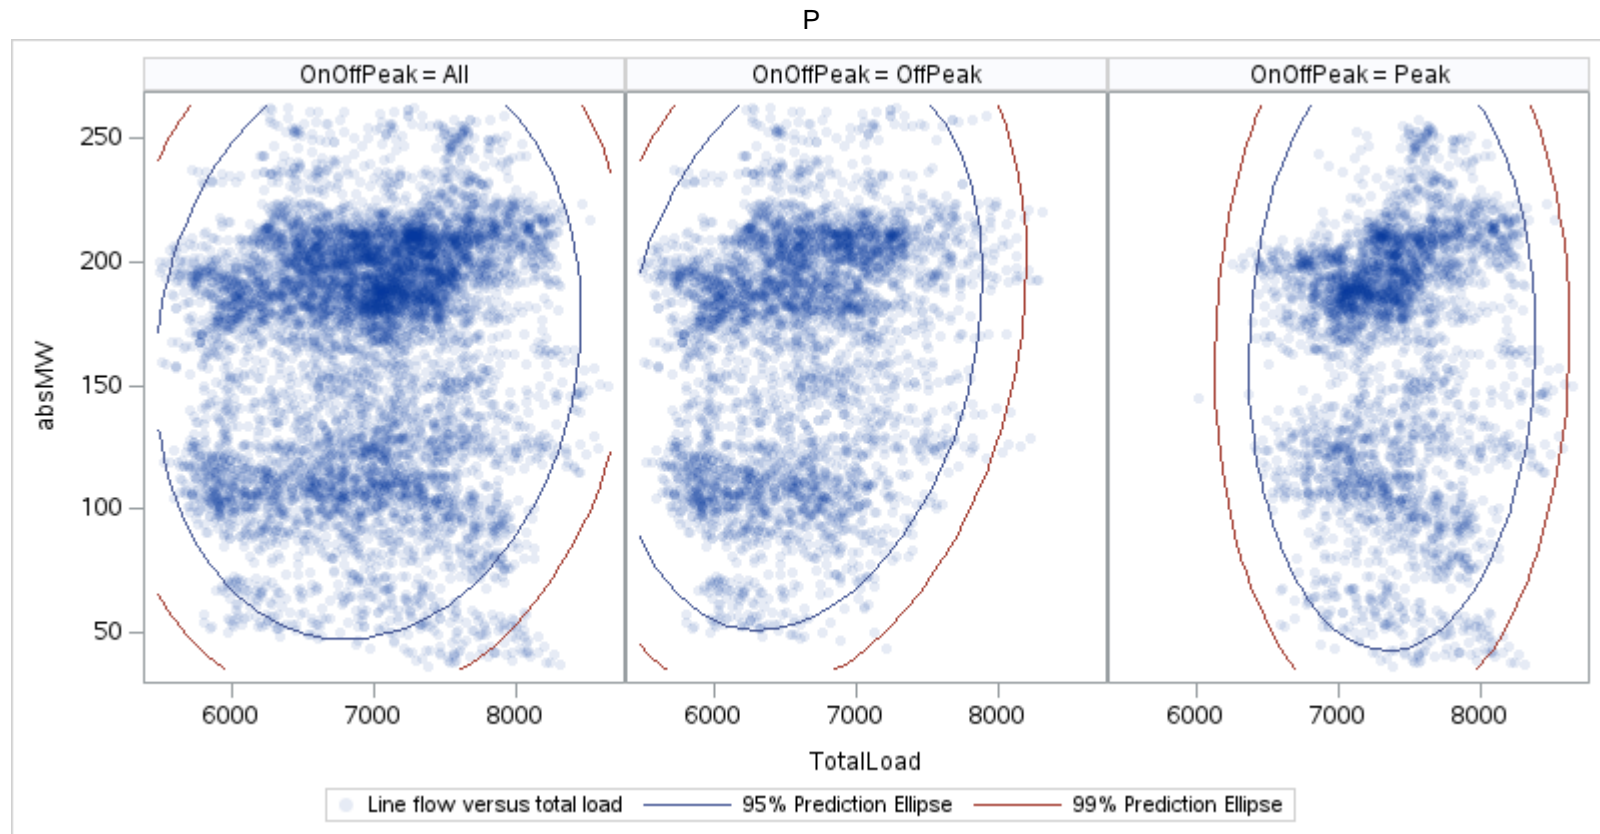 P
OnOffPeak = All
OnOffPeak = OffPeak
OnOffPeak = Peak
250
200
150
100
50
absMW
6000 7000 8000
6000 7000 8000
6000 7000 8000
TotalLoad
Line flow versus total load
95% Prediction Ellipse
99% Prediction Ellipse